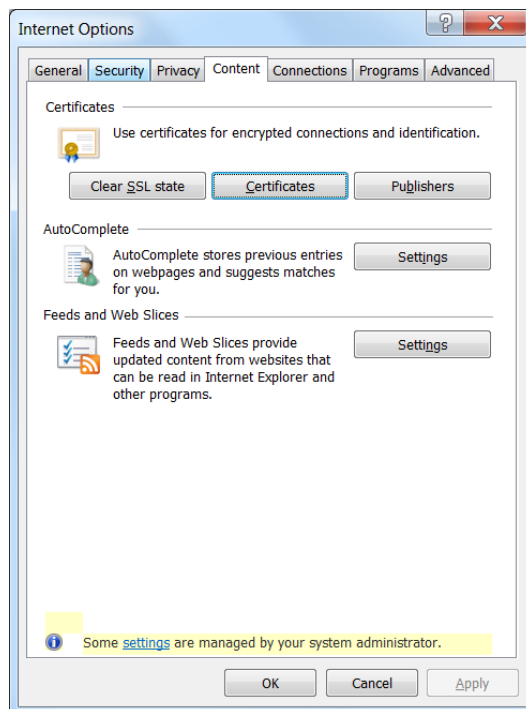 Internet Options
General Security Privacy Content Connections Programs Advanced
Certificates
Use certificates for encrypted connections and identification.
Clear SSL state Certificates Publishers
AutoComplete
AutoComplete stores previous entries
on webpages and suggests matches
for you.
Settings
Feeds and Web Slices
Feeds and Web Slices provide
updated content from websites that
can be read in Internet Explorer and
other programs.
Settings
Some settings are managed by your system administrator.
OK Cancel Apply